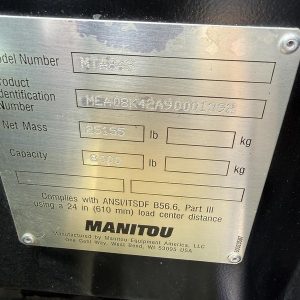 Model Number
Product Identification Number
Net Mass 25155 lb kg
Capacity lb kg
Complies with ANSI/ITSDF B56.6, Part III
using a 24 in (610 mm) load center distance
MANITOU
Manufactured by Manitou Equipment America, LLC
One Gehl Way, West Bend, WI 53095 USA